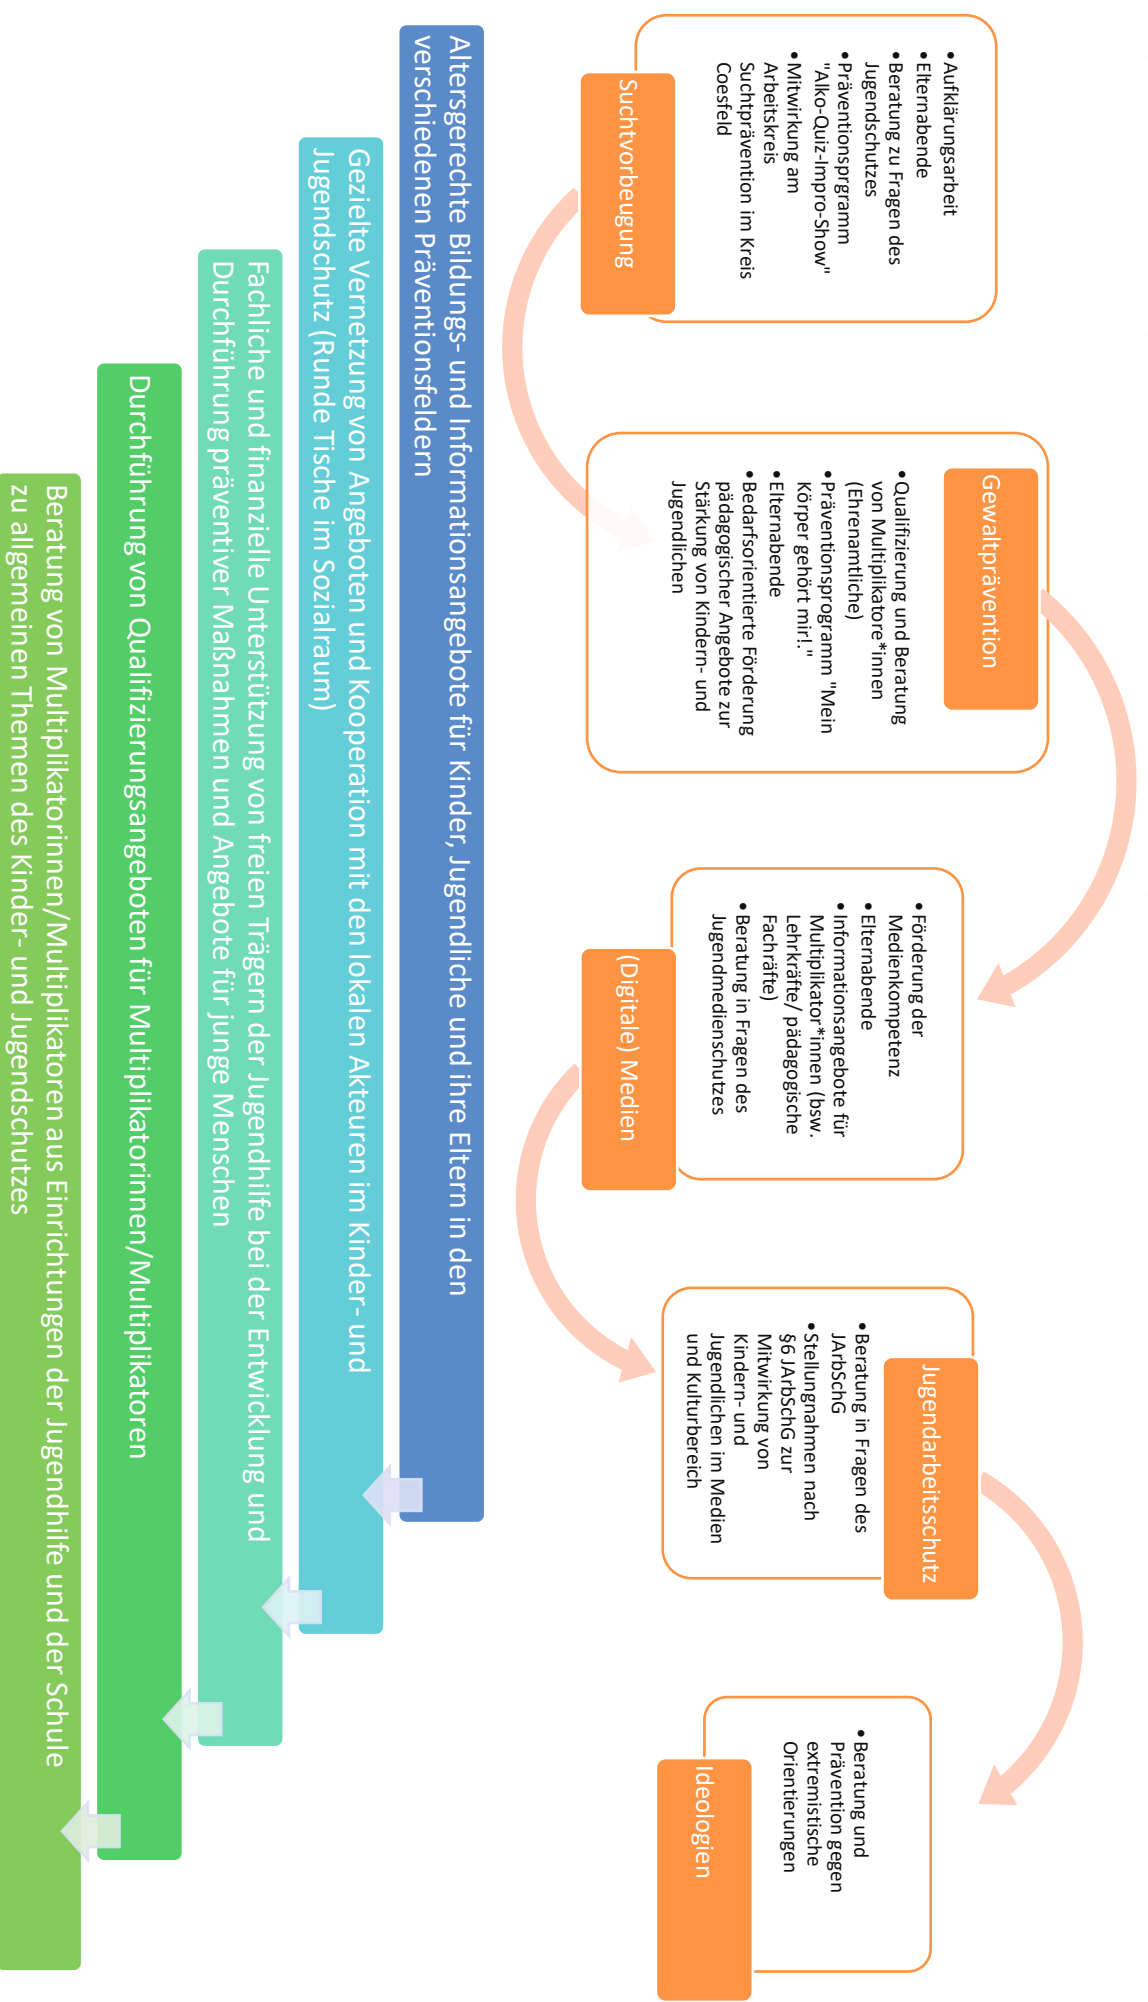 • Aufklärungsarbeit
• Elternabende
• Beratung zu Fragen des
Jugendschutzes
• Präventionsprgramm
"Alko-Quiz-Impro-Show"
• Mitwirkung am
Arbeitskreis
Suchtprävention im Kreis
Coesfeld
Suchtvorbeugung
Gewaltprävention
• Qualifizierung und Beratung
von Multiplikatore*innen
(Ehrenamtliche)
• Präventionsprogramm "Mein
Körper gehört mir!."
• Elternabende
• Bedarfsorientierte Förderung
pädagogischer Angebote zur
Stärkung von Kindern- und
Jugendlichen
• Förderung der
Medienkompetenz
• Elternabende
• Informationsangebote für
Multiplikator*innen (bsw.
Lehrkräfte/ pädagogische
Fachräfte)
• Beratung in Fragen des
Jugendmedienschutzes
(Digitale) Medien
Jugendarbeitsschutz
• Beratung in Fragen des
JArbSchG
• Stellungnahmen nach
§6 JArbSchG zur
Mitwirkung von
Kindern- und
Jugendlichen im Medien
und Kulturbereich
• Beratung und
Prävention gegen
extremistische
Orientierungen
Ideologien
Altersgerechte Bildungs- und Informationsangebote für Kinder, Jugendliche und ihre Eltern in den
verschiedenen Präventionsfeldern
Gezielte Vernetzung von Angeboten und Kooperation mit den lokalen Akteuren im Kinder- und
Jugendschutz (Runde Tische im Sozialraum)
Fachliche und finanzielle Unterstützung von freien Trägern der Jugendhilfe bei der Entwicklung und
Durchführung präventiver Maßnahmen und Angebote für junge Menschen
Durchführung von Qualifizierungsangeboten für Multiplikatorinnen/Multiplikatoren
Beratung von Multiplikatorinnen/Multiplikatoren aus Einrichtungen der Jugendhilfe und der Schule
zu allgemeinen Themen des Kinder- und Jugendschutzes